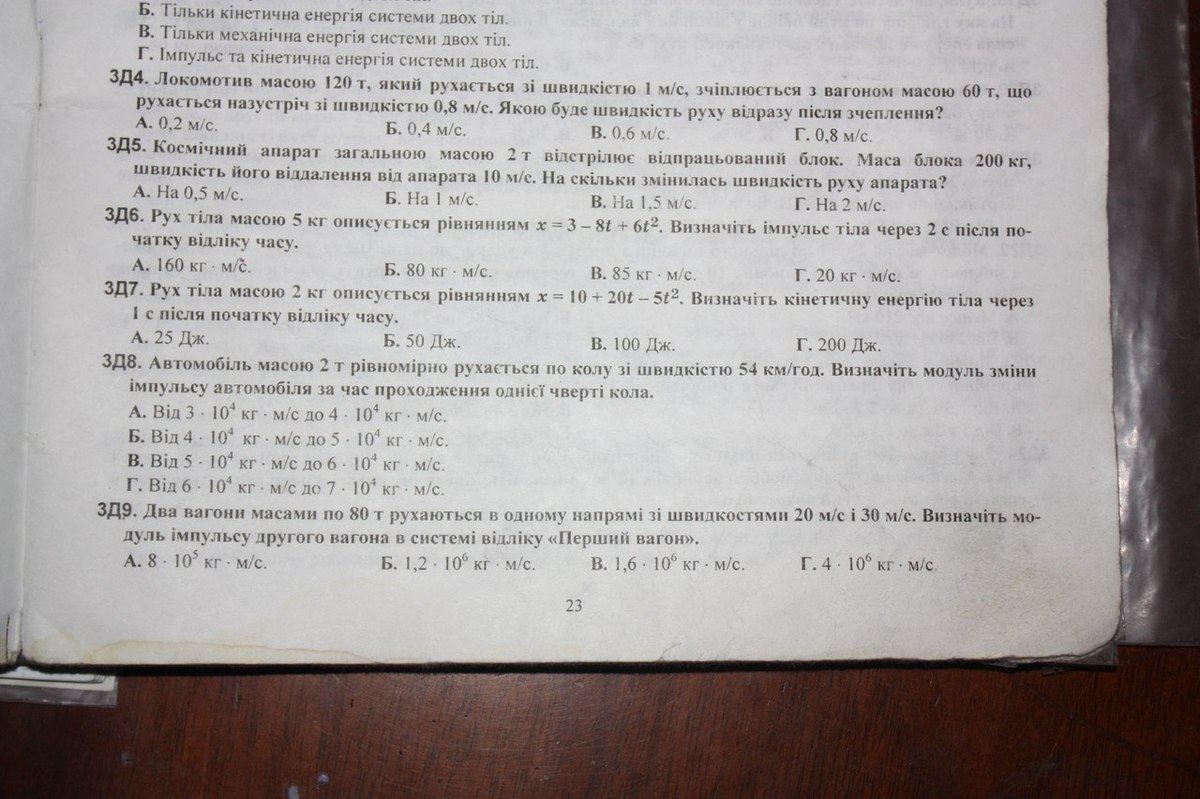 Б. Тільки кінетична енергія системи двох тіл.
В. Тільки механічна енергія системи двох тіл.
Г. Імпульс та кінетична енергія системи двох тіл.
3Д4. Локомотив масою 120 т, який рухається зі швидкістю 1 м/с, зчіплюється з вагоном масою 60 т, що
рухається назустріч зі швидкістю 0,8 м/с. Якою буде швидкість руху відразу після зчеплення?
А. 0,2 м/с. Б. 0,4 м/с. В. 0,6 м/с. Г. 0,8 м/с.
3Д5. Космічний апарат загальною масою 2 т відстрілює відпрацьований блок. Маса блока 200 кг,
швидкість його віддалення від апарата 10 м/с. На скільки змінилась швидкість руху апарата?
А. На 0,5 м/с. Б. На 1 м/с. В. На 1,5 м/с. Г. На 2 м/с.
3Д6. Рух тіла масою 5 кг описується рівнянням x = 3 – 8t + 6t². Визначіть імпульс тіла через 2 с після по-
чатку відліку часу.
А. 160 кг · м/с. Б. 80 кг · м/с. В. 85 кг · м/с. Г. 20 кг · м/с.
3Д7. Рух тіла масою 2 кг описується рівнянням x = 10 + 20t – 5t². Визначіть кінетичну енергію тіла через
1 с після початку відліку часу.
А. 25 Дж. Б. 50 Дж. В. 100 Дж. Г. 200 Дж.
3Д8. Автомобіль масою 2 т рівномірно рухається по колу зі швидкістю 54 км/год. Визначіть модуль зміни
імпульсу автомобіля за час проходження однієї чверті кола.
А. Від 3 · 10⁴ кг · м/с до 4 · 10⁴ кг · м/с.
Б. Від 4 · 10⁴ кг · м/с до 5 · 10⁴ кг · м/с.
В. Від 5 · 10⁴ кг · м/с до 6 · 10⁴ кг · м/с.
Г. Від 6 · 10⁴ кг · м/с до 7 · 10⁴ кг · м/с.
3Д9. Два вагони масами по 80 т рухаються в одному напрямі зі швидкостями 20 м/с і 30 м/с. Визначіть мо-
дуль імпульсу другого вагона в системі відліку «Перший вагон».
А. 8 · 10⁵ кг · м/с. Б. 1,2 · 10⁶ кг · м/с. В. 1,6 · 10⁶ кг · м/с. Г. 4 · 10⁶ кг · м/с.
23